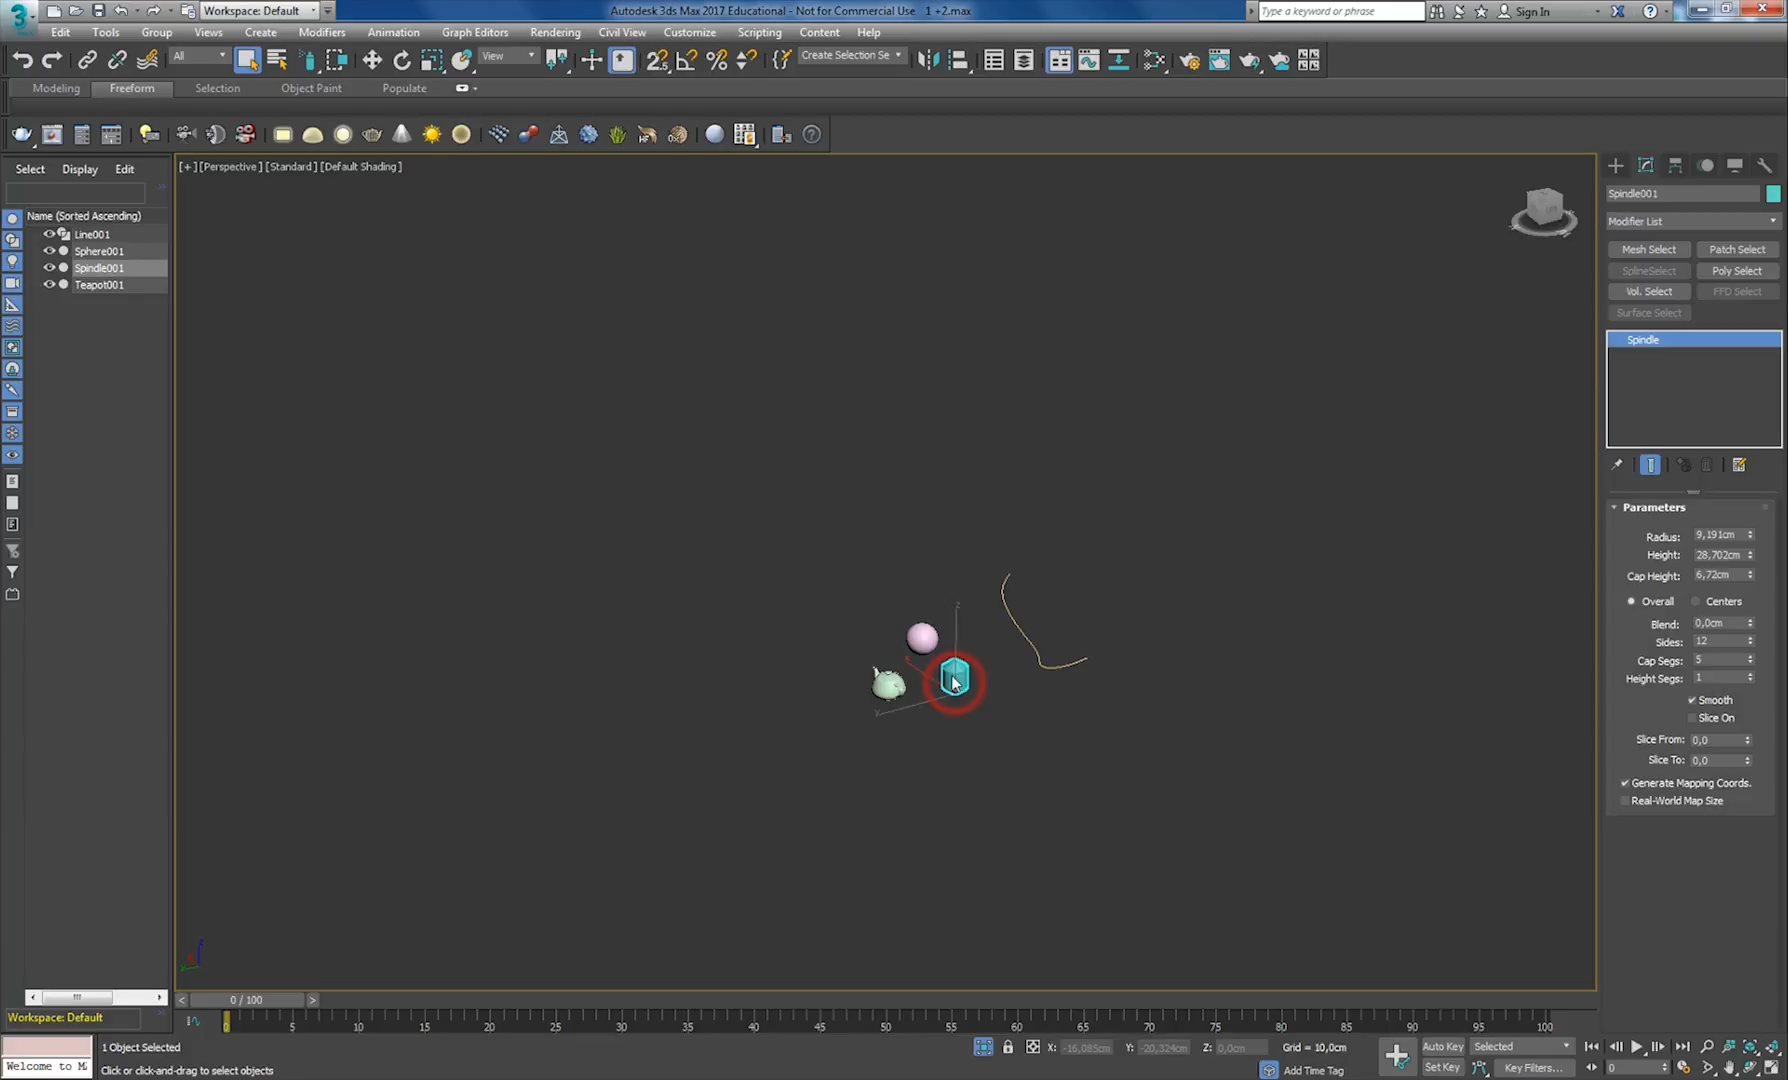 Workspace: Default
Autodesk 3ds Max 2017 Educational - Not for Commercial Use 1 +2.max
Type a keyword or phrase
Sign In
Edit Tools Group Views Create Modifiers Animation Graph Editors Rendering Civil View Customize Scripting Content Help
All
View
Create Selection Se
Modeling Freeform Selection Object Paint Populate
Select Display Edit
[+] [Perspective] [Standard] [Default Shading]
Name (Sorted Ascending)
Line001
Sphere001
Spindle001
Teapot001
Spindle001
Modifier List
Mesh Select Patch Select
SplineSelect Poly Select
Vol. Select FFD Select
Surface Select
Spindle
Parameters
Radius: 9,191cm
Height: 28,702cm
Cap Height: 6,72cm
Overall Centers
Blend: 0,0cm
Sides: 12
Cap Segs: 5
Height Segs: 1
Smooth
Slice On
Slice From: 0,0
Slice To: 0,0
Generate Mapping Coords.
Real-World Map Size
0 / 100
Workspace: Default
0 5 10 15 20 25 30 35 40 45 50 55 60 65 70 75 80 85 90 95 100
1 Object Selected
X: -16,085cm Y: -20,324cm Z: 0,0cm Grid = 10,0cm
Auto Key Selected
Welcome to M
Click or click-and-drag to select objects
Add Time Tag
Set Key Key Filters...
0